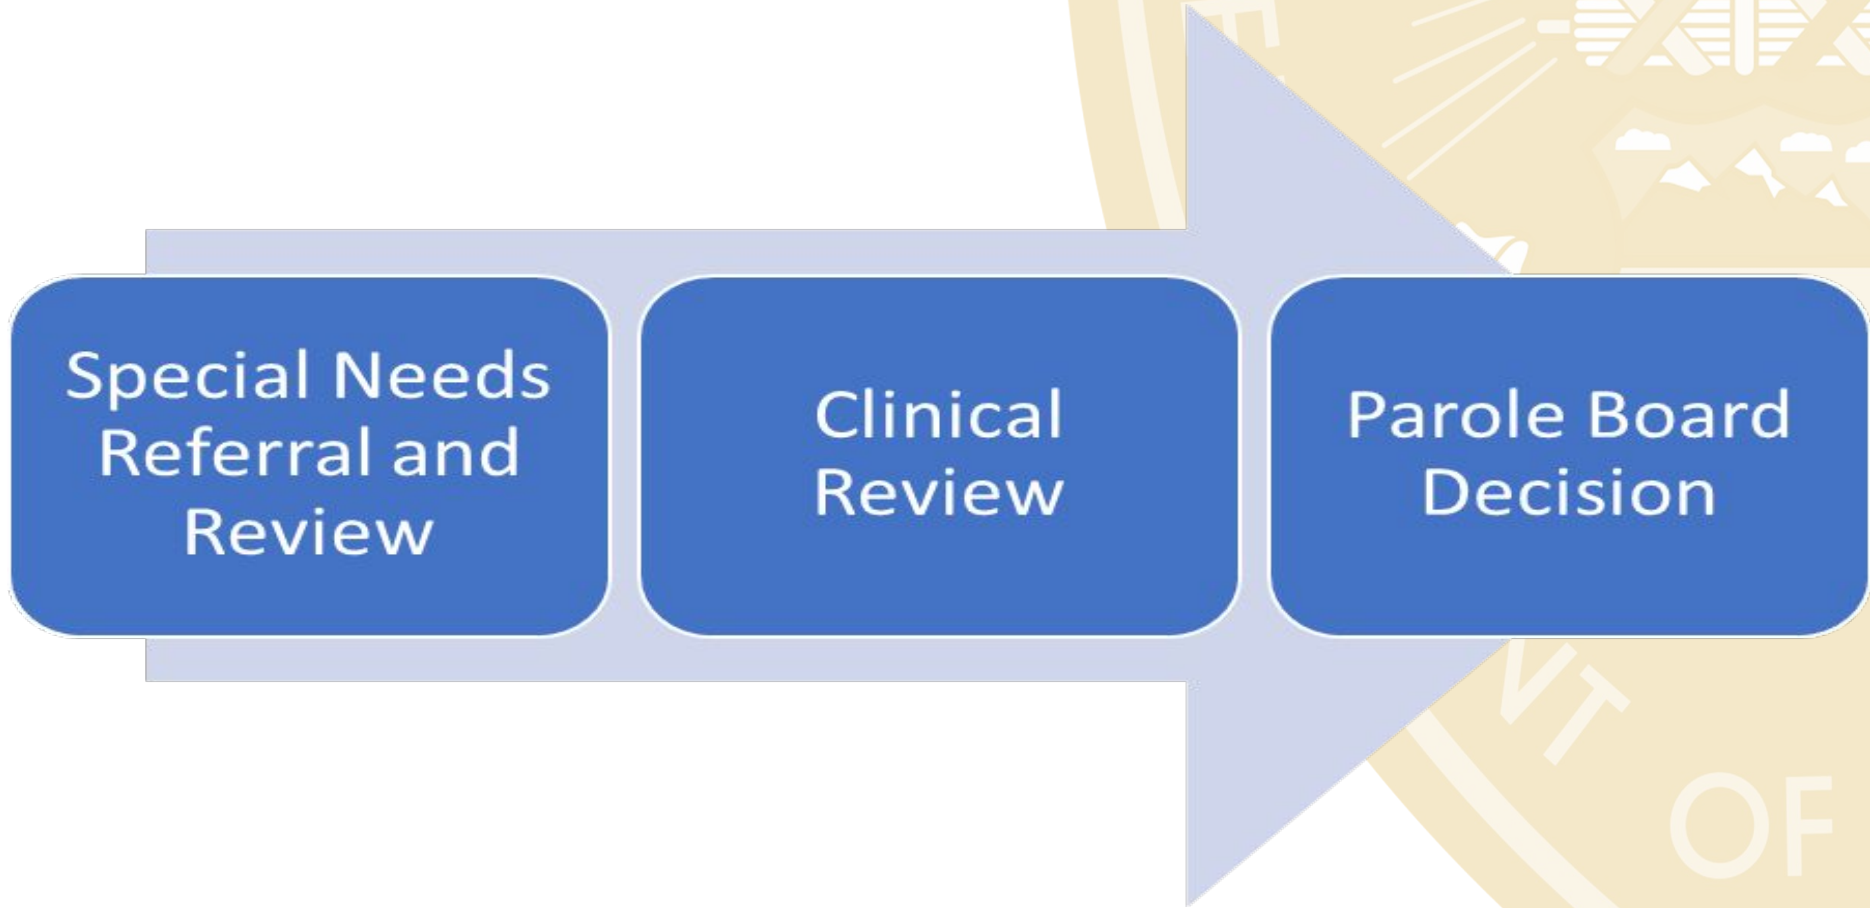 Special Needs
Referral and
Review
Clinical
Review
Parole Board
Decision
OF